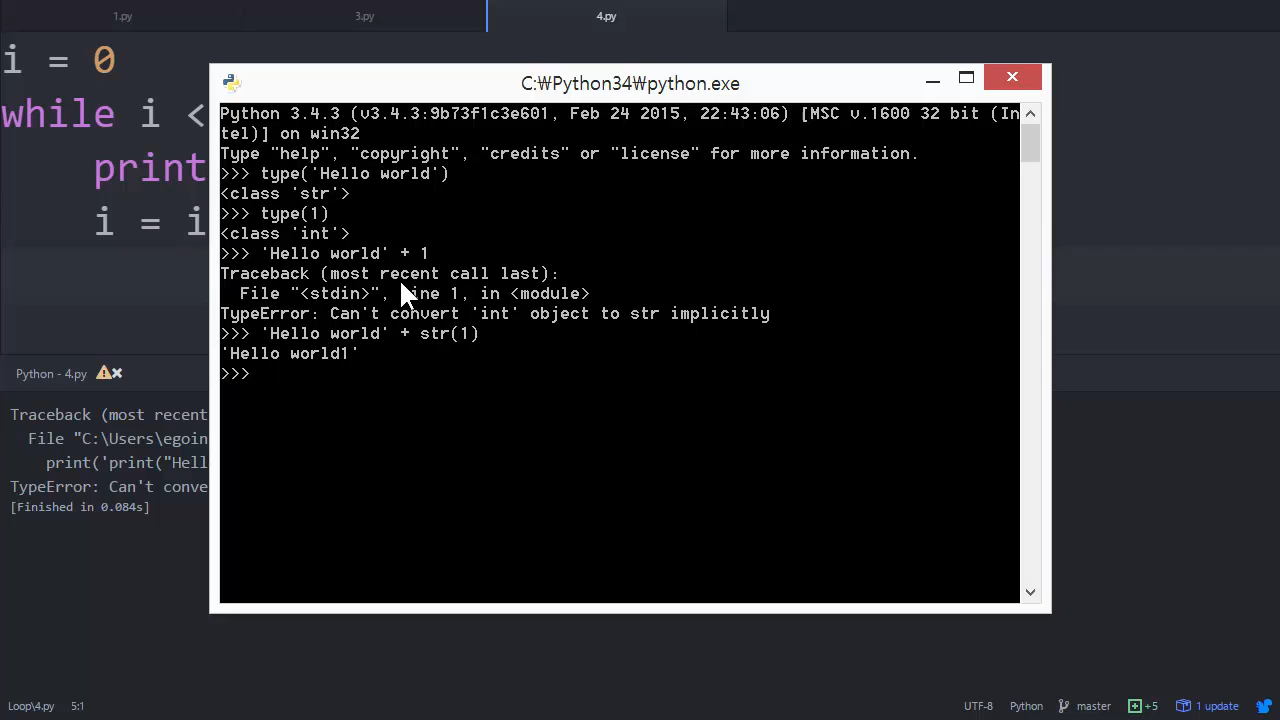 1.py 3.py 4.py
i = 0
while i <
print
i = i
C:₩Python34₩python.exe
Python 3.4.3 (v3.4.3:9b73f1c3e601, Feb 24 2015, 22:43:06) [MSC v.1600 32 bit (In
tel)] on win32
Type "help", "copyright", "credits" or "license" for more information.
>>> type('Hello world')
<class 'str'>
>>> type(1)
<class 'int'>
>>> 'Hello world' + 1
Traceback (most recent call last):
  File "<stdin>", line 1, in <module>
TypeError: Can't convert 'int' object to str implicitly
>>> 'Hello world' + str(1)
'Hello world1'
>>>
Python - 4.py
Traceback (most recent
  File "C:\Users\egoin
    print('print("Hell
TypeError: Can't conve
[Finished in 0.084s]
Loop\4.py 5:1 UTF-8 Python master +5 1 update